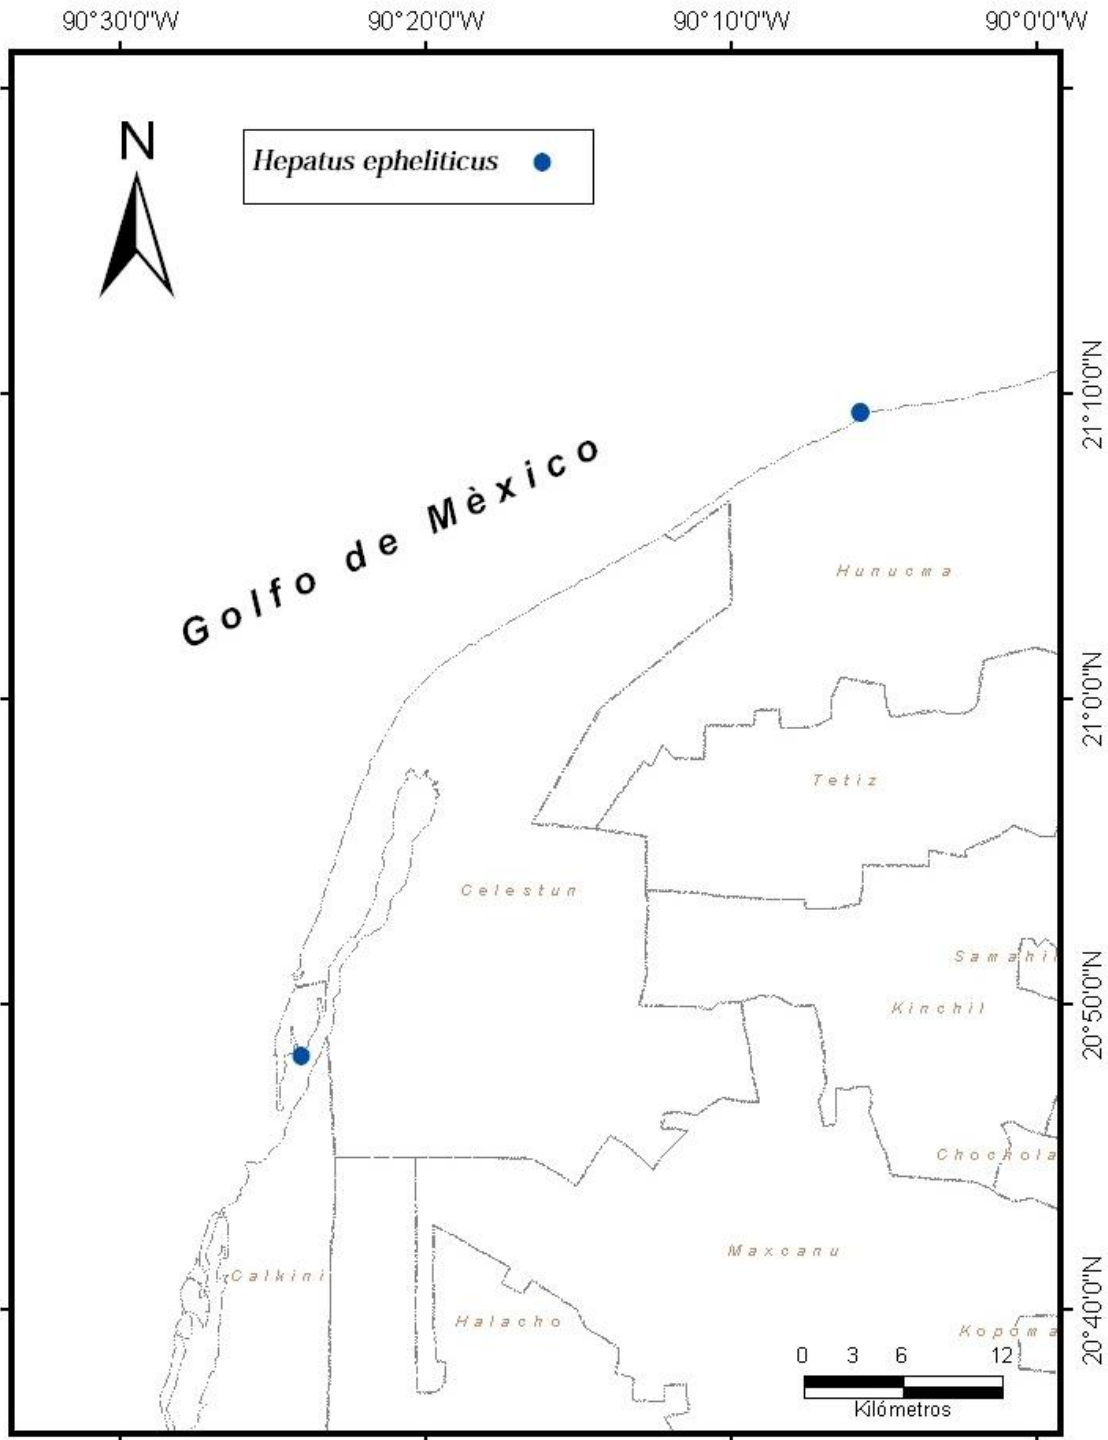 90°30'0"W 90°20'0"W 90°10'0"W 90°0'0"W
N
Hepatus epheliticus
21°10'0"N
Golfo de Mèxico
Hunucma
21°0'0"N
Tetiz
Celestun
Samahil
20°50'0"N
Kinchil
Chochola
Maxcanu
Calkini
20°40'0"N
Halacho
Kopoma
0 3 6 12
Kilómetros